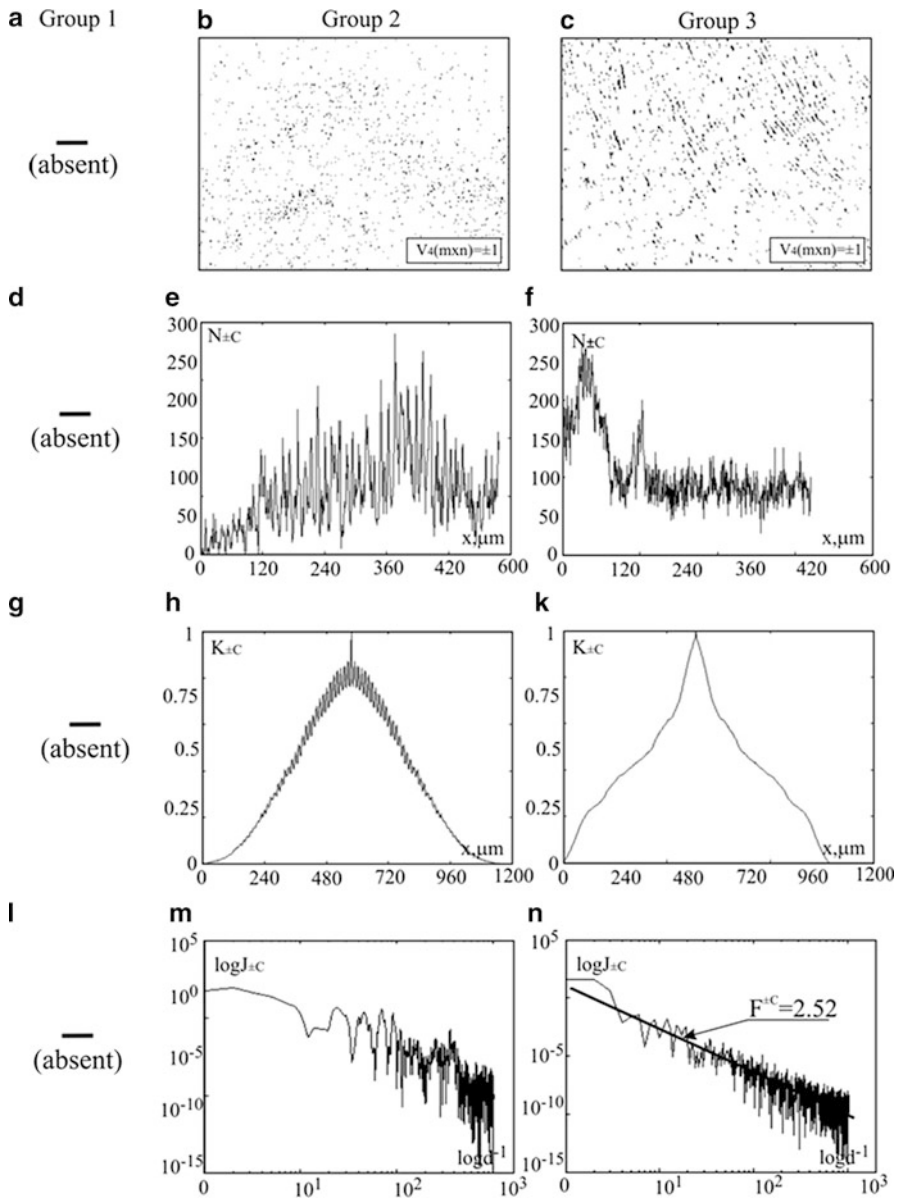 a Group 1 b Group 2 c Group 3
(absent)
V4(mxn)=±1
V4(mxn)=±1
d e f
300
250
200
150
100
50
0
N±C
x,µm
0 120 240 360 480 600
300
250
200
150
100
50
0
N±C
x,µm
0 120 240 360 420 600
(absent)
g h k
1
0.75
0.5
0.25
0
K±C
x,µm
0 240 480 720 960 1200
1
0.75
0.5
0.25
0
K±C
x,µm
0 240 480 720 960 1200
(absent)
l m n
10^5
10^0
10^-5
10^-10
10^-15
logJ±C
logd^-1
0 10^1 10^2 10^3
10^5
10^0
10^-5
10^-10
10^-15
logJ±C
F^±C=2.52
logd^-1
0 10^1 10^2 10^3
(absent)